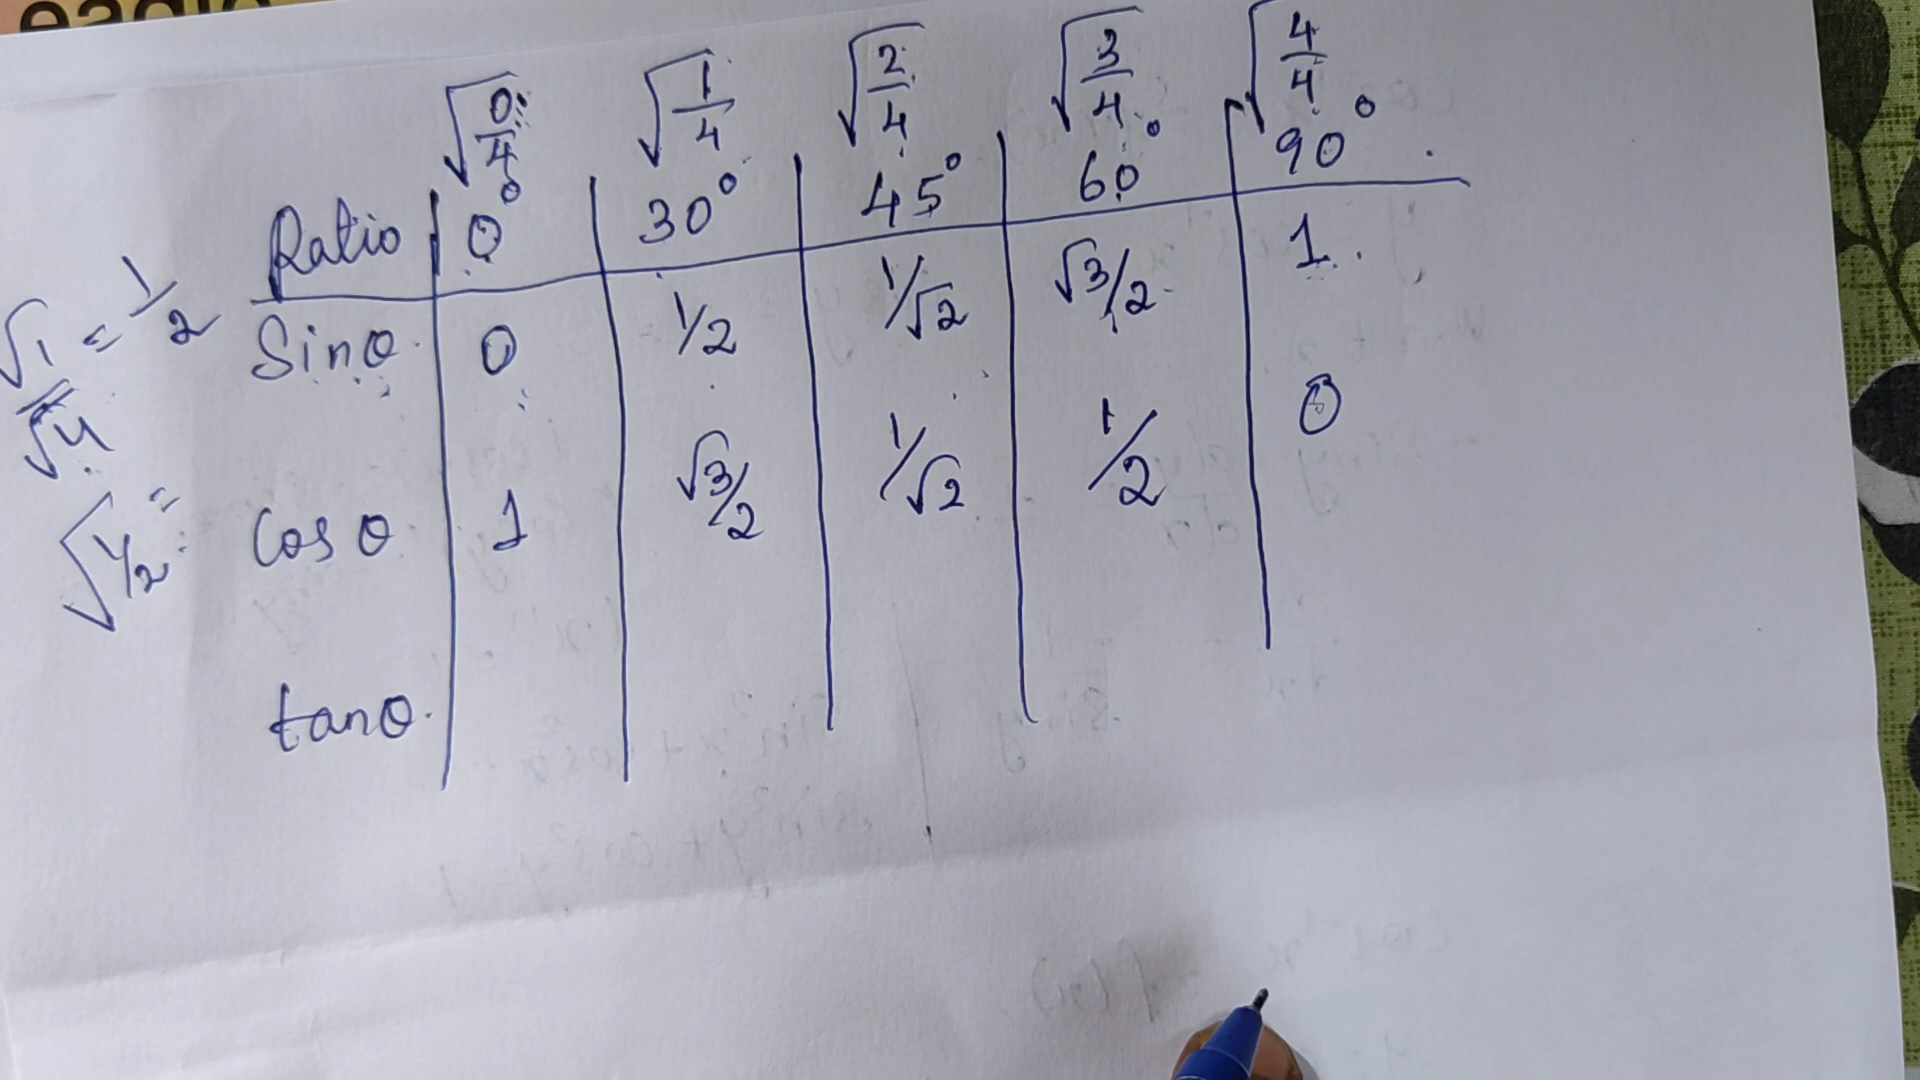 √0/4 √1/4 √2/4 √3/4 √4/4
Ratio 0° 30° 45° 60° 90°
Sinθ 0 1/2 1/√2 √3/2 1
√1/√4 = 1/2
Cosθ 1 √3/2 1/√2 1/2 0
√1/2 =
tanθ